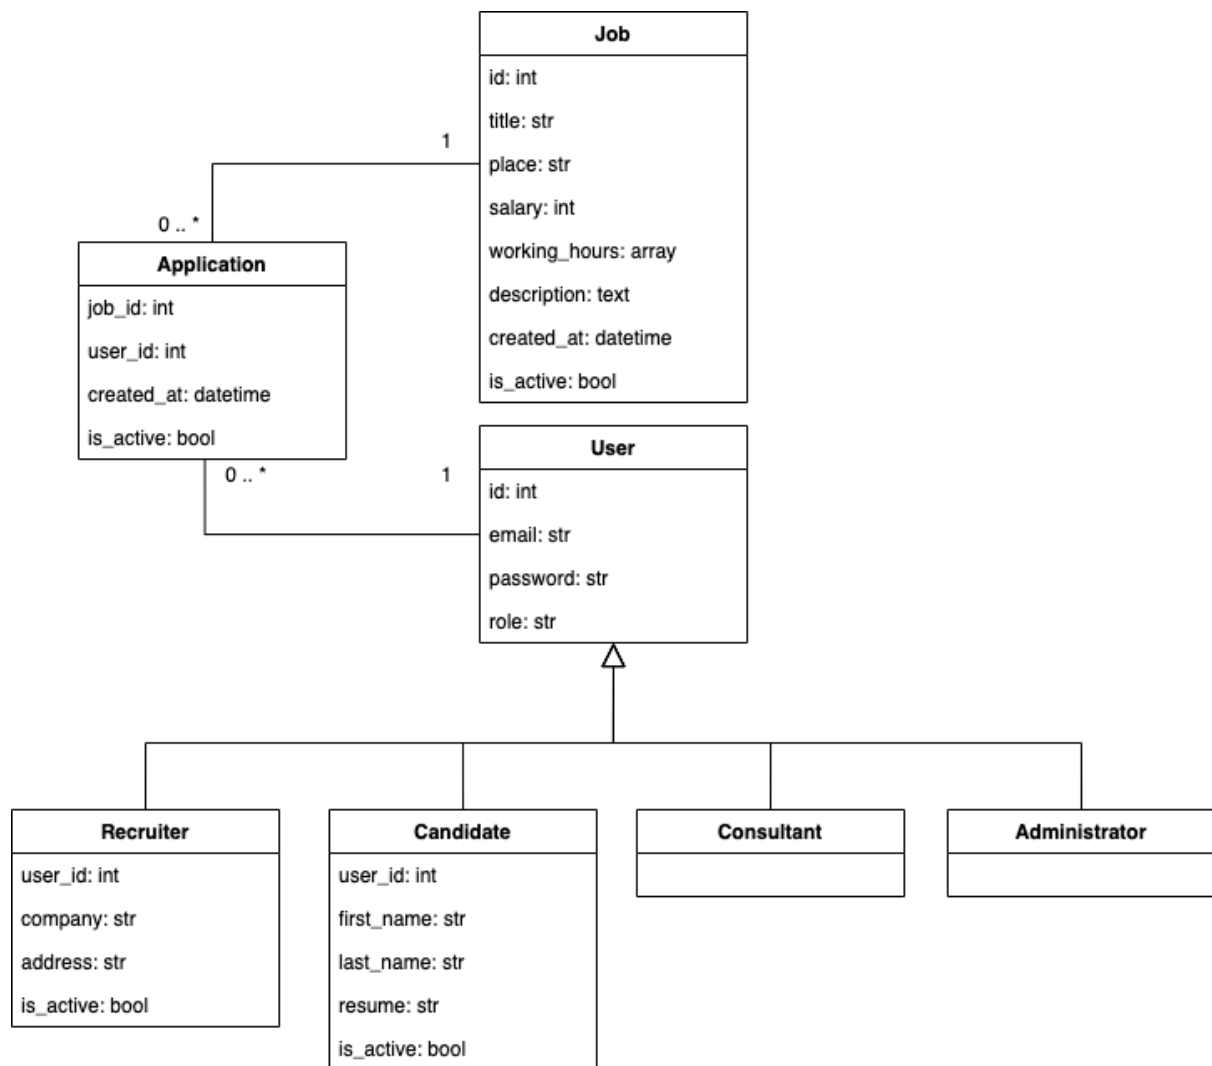 Job
id: int
title: str
place: str
salary: int
working_hours: array
description: text
created_at: datetime
is_active: bool
1
0 .. *
Application
job_id: int
user_id: int
created_at: datetime
is_active: bool
0 .. *
1
User
id: int
email: str
password: str
role: str
Recruiter
user_id: int
company: str
address: str
is_active: bool
Candidate
user_id: int
first_name: str
last_name: str
resume: str
is_active: bool
Consultant
Administrator